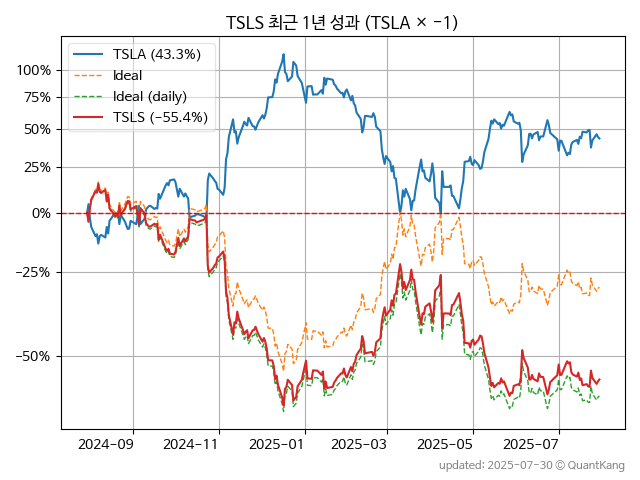 TSLS 최근 1년 성과 (TSLA × −1)
TSLA (43.3%)
Ideal
Ideal (daily)
TSLS (−55.4%)
100%
75%
50%
25%
0%
−25%
−50%
2024-09
2024-11
2025-01
2025-03
2025-05
2025-07
updated: 2025-07-30 © QuantKang